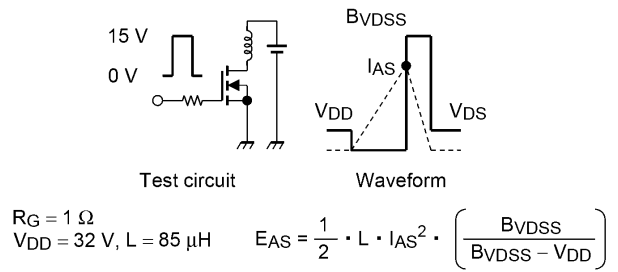 15 V
0 V
BVDSS
IAS
VDD
VDS
Test circuit
Waveform
RG = 1 Ω
VDD = 32 V, L = 85 μH
EAS = 1/2 · L · IAS² · (BVDSS / (BVDSS − VDD))